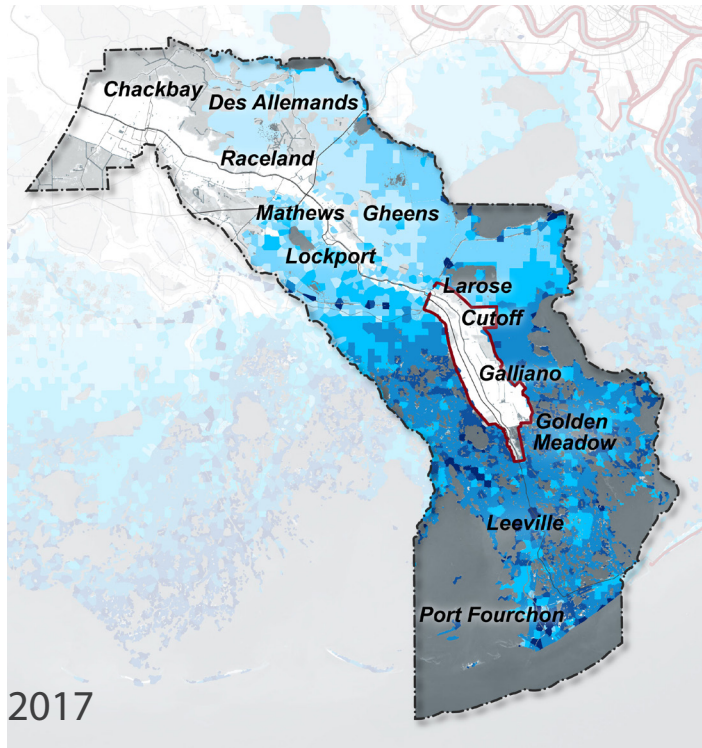 Chackbay
Des Allemands
Raceland
Mathews
Gheens
Lockport
Larose
Cutoff
Galliano
Golden
Meadow
Leeville
Port Fourchon
2017